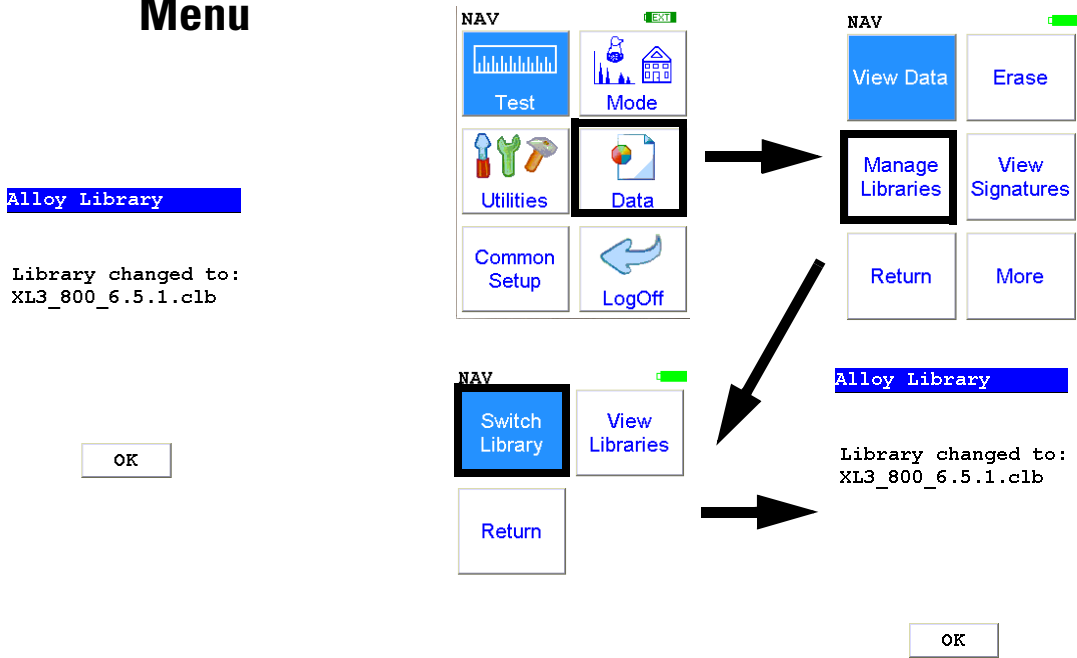 Menu
Alloy Library
Library changed to:
XL3_800_6.5.1.clb
OK
NAV
EXT
Test
Mode
Utilities
Data
Common
Setup
LogOff
NAV
View Data
Erase
Manage
Libraries
View
Signatures
Return
More
NAV
Switch
Library
View
Libraries
Return
Alloy Library
Library changed to:
XL3_800_6.5.1.clb
OK